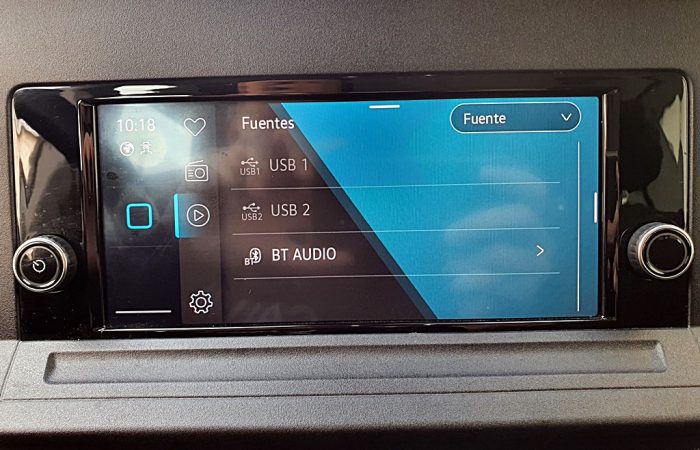 10:18
Fuentes
Fuente
USB1 USB 1
USB2 USB 2
BT BT AUDIO